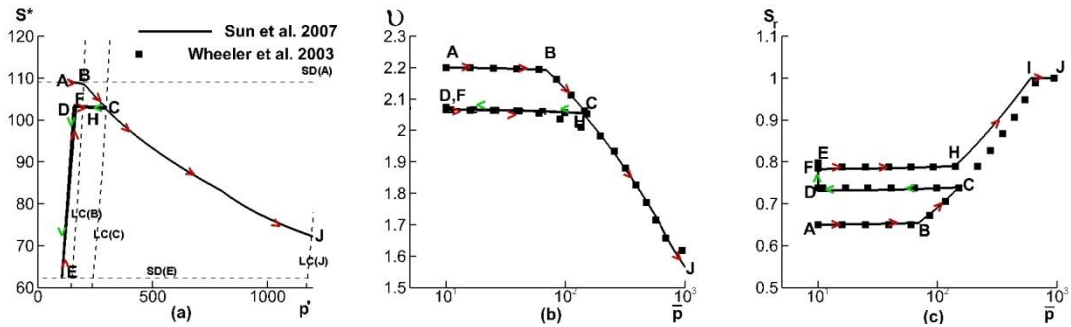 S*
120
110
100
90
80
70
60
0
500
1000
p'
(a)
Sun et al. 2007
Wheeler et al. 2003
SD(A)
A
B
D
F
C
H
LC(B)
LC(C)
E
SD(E)
J
LC(J)
υ
2.3
2.2
2.1
2
1.9
1.8
1.7
1.6
1.5
A
B
D,F
C
H
J
10¹
10²
10³
p̄
(b)
Sr
1.1
1
0.9
0.8
0.7
0.6
0.5
I
J
E
F
H
D
C
A
B
10¹
10²
10³
p̄
(c)